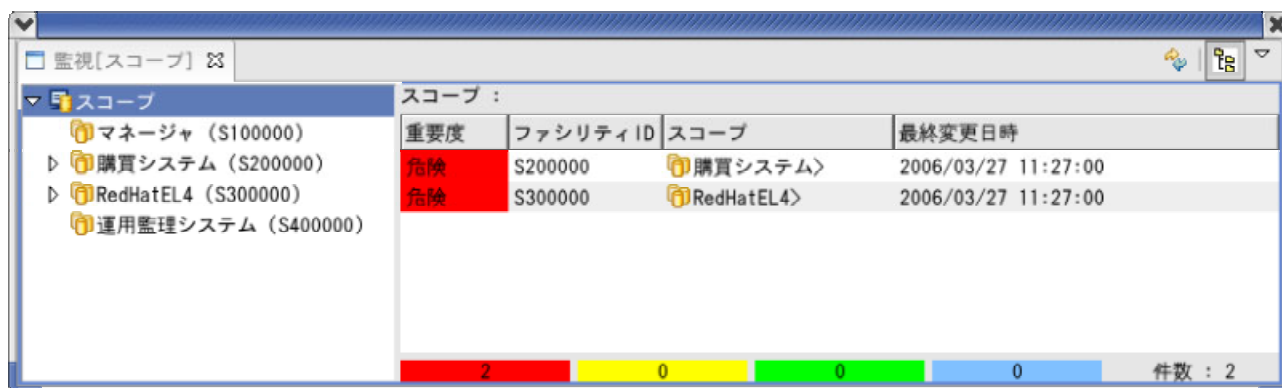 監視[スコープ]
スコープ
マネージャ (S100000)
購買システム (S200000)
RedHatEL4 (S300000)
運用監理システム (S400000)
スコープ :
重要度 ファシリティID スコープ 最終変更日時
危険 S200000 購買システム> 2006/03/27 11:27:00
危険 S300000 RedHatEL4> 2006/03/27 11:27:00
2 0 0 0 件数 : 2